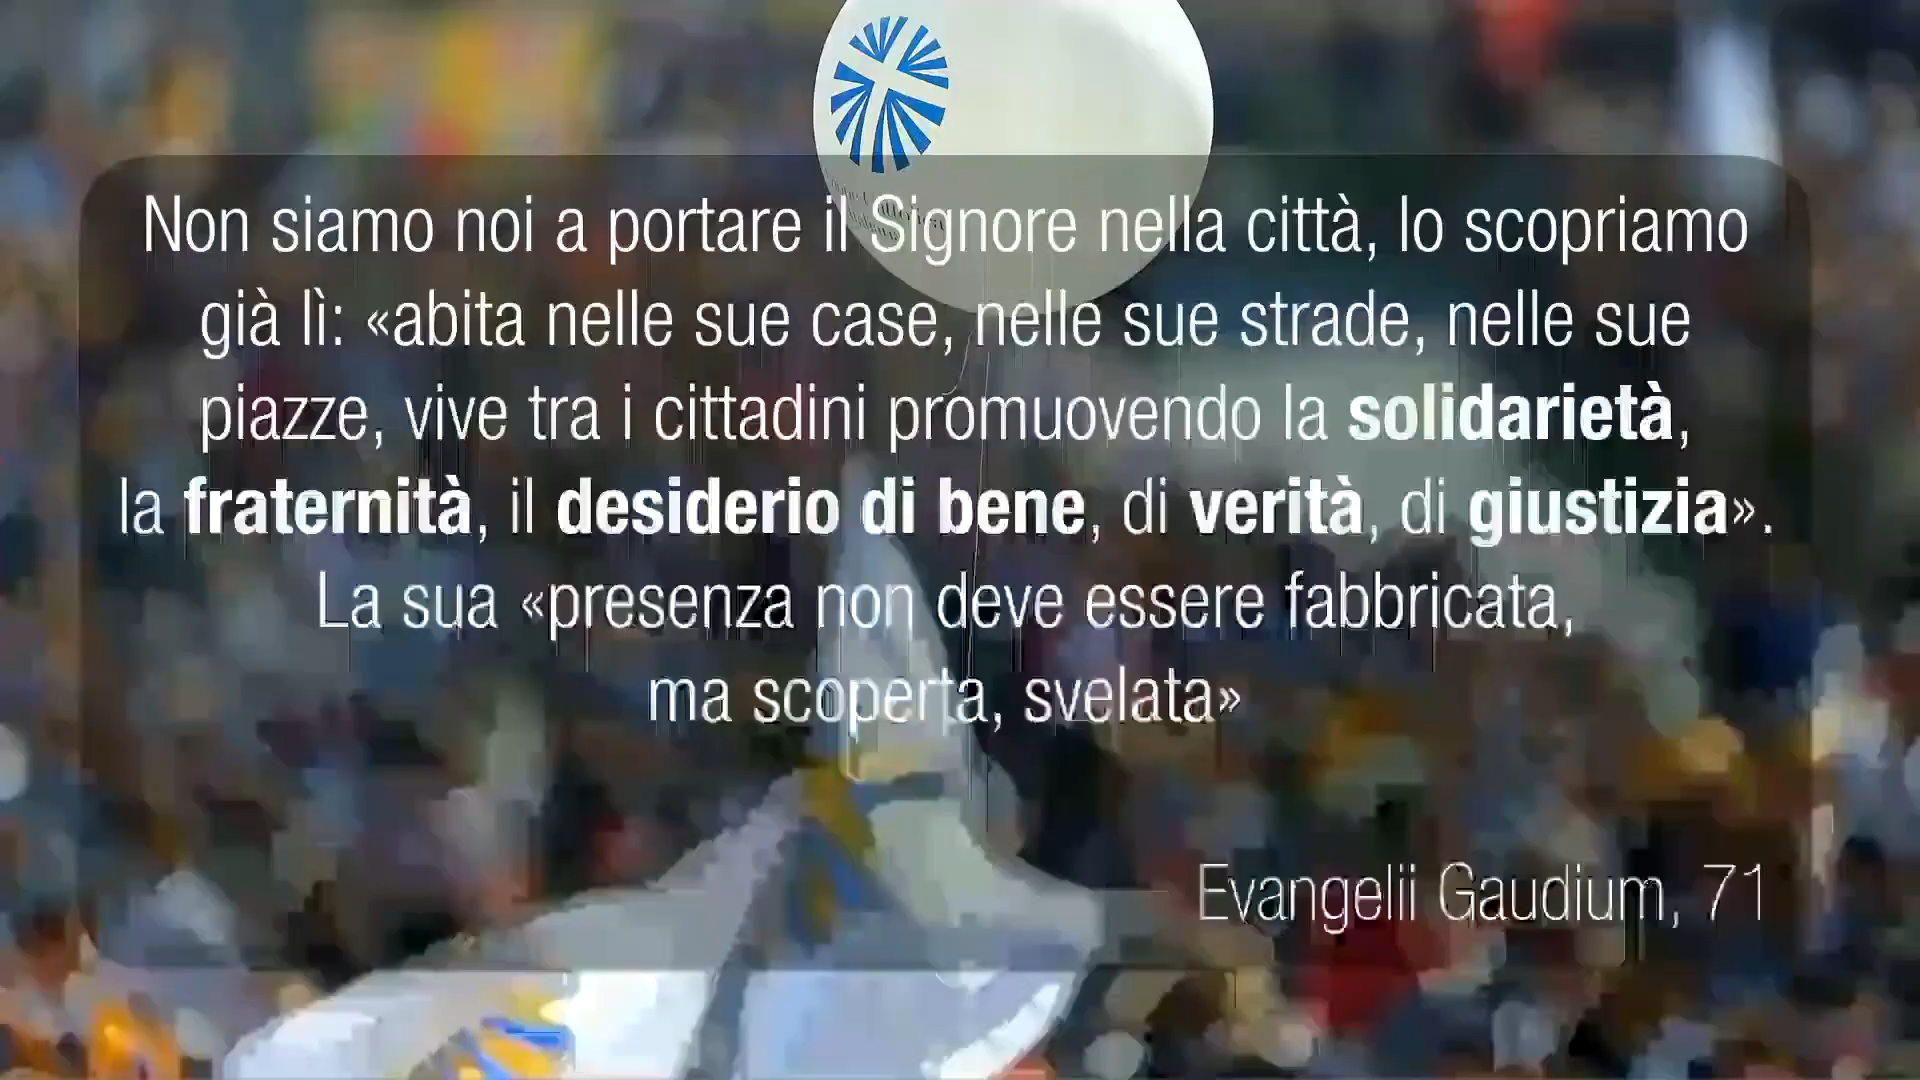 Non siamo noi a portare il Signore nella città, lo scopriamo
già lì: «abita nelle sue case, nelle sue strade, nelle sue
piazze, vive tra i cittadini promuovendo la solidarietà,
la fraternità, il desiderio di bene, di verità, di giustizia».
La sua «presenza non deve essere fabbricata,
ma scoperta, svelata»
Evangelii Gaudium, 71